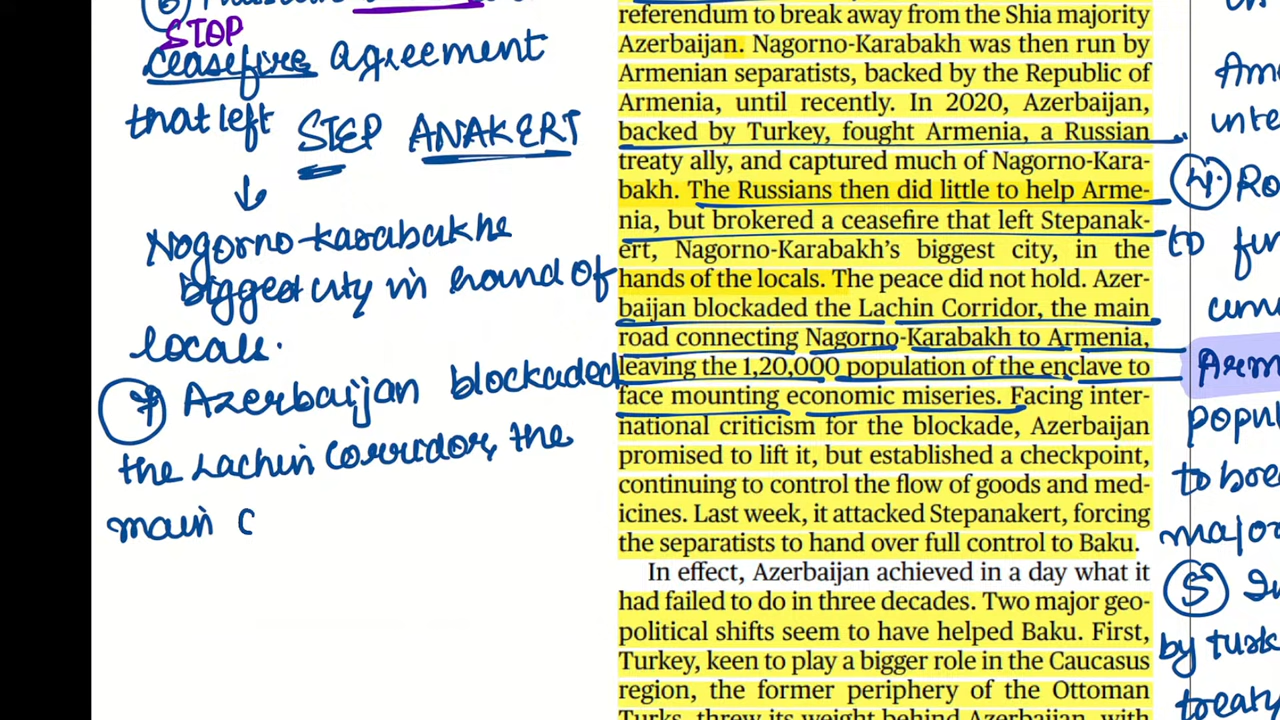 STOP
ceasefire agreement
that left STEP ANAKERT
Nogorno-karabakhe
biggest city in hand of
locals.
7 Azerbaijan blockaded
the Lachin corridor, the
main c
referendum to break away from the Shia majority
Azerbaijan. Nagorno-Karabakh was then run by
Armenian separatists, backed by the Republic of
Armenia, until recently. In 2020, Azerbaijan,
backed by Turkey, fought Armenia, a Russian
treaty ally, and captured much of Nagorno-Kara-
bakh. The Russians then did little to help Arme-
nia, but brokered a ceasefire that left Stepanak-
ert, Nagorno-Karabakh's biggest city, in the
hands of the locals. The peace did not hold. Azer-
baijan blockaded the Lachin Corridor, the main
road connecting Nagorno-Karabakh to Armenia,
leaving the 1,20,000 population of the enclave to
face mounting economic miseries. Facing inter-
national criticism for the blockade, Azerbaijan
promised to lift it, but established a checkpoint,
continuing to control the flow of goods and med-
icines. Last week, it attacked Stepanakert, forcing
the separatists to hand over full control to Baku.
In effect, Azerbaijan achieved in a day what it
had failed to do in three decades. Two major geo-
political shifts seem to have helped Baku. First,
Turkey, keen to play a bigger role in the Caucasus
region, the former periphery of the Ottoman
Turks, threw its weight behind Azerbaijan, with
Ame
inte
4. Ro
to fur
Arm
popul
to brea
major
5
by turk
treaty